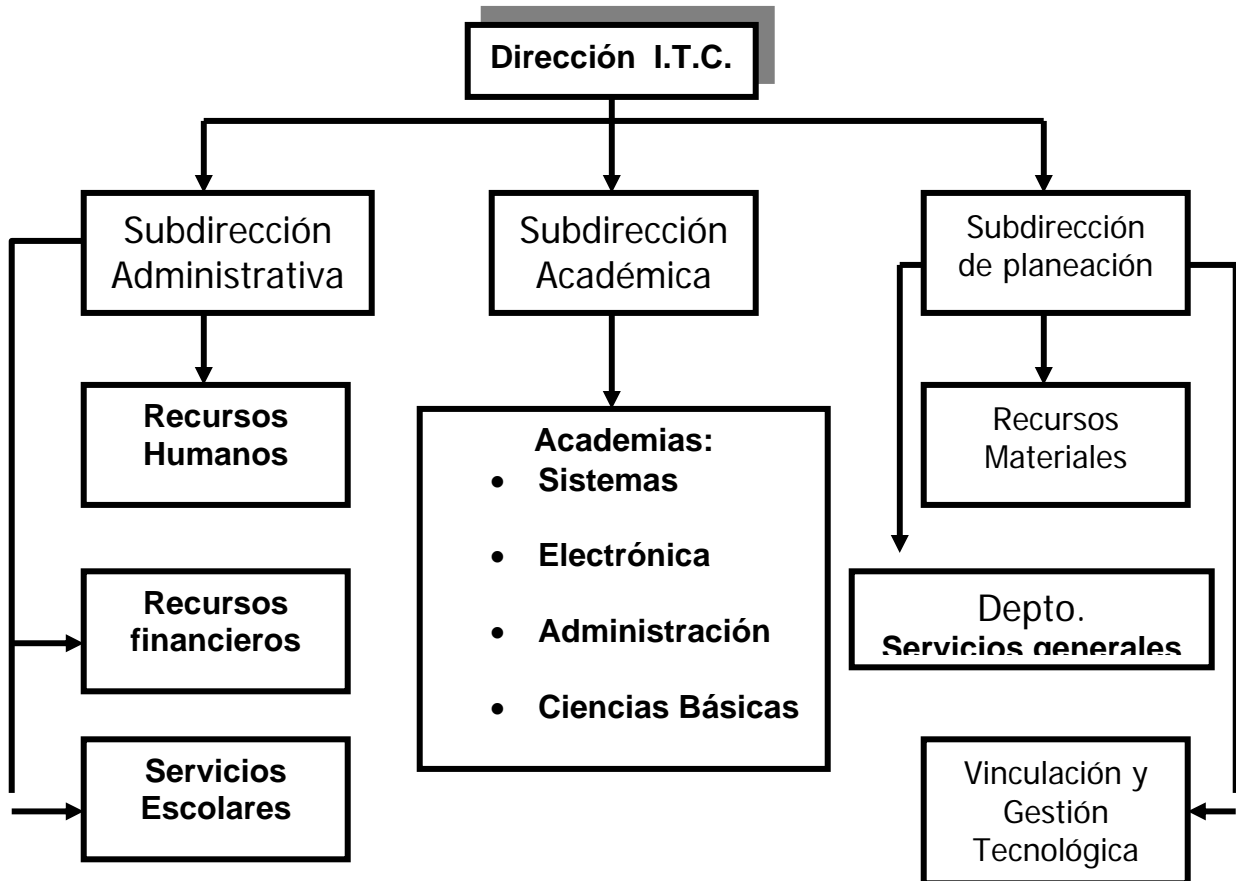 Dirección I.T.C.
Subdirección
Administrativa
Subdirección
Académica
Subdirección
de planeación
Recursos
Humanos
Academias:
• Sistemas
• Electrónica
• Administración
• Ciencias Básicas
Recursos
Materiales
Recursos
financieros
Depto.
Servicios generales
Servicios
Escolares
Vinculación y
Gestión
Tecnológica